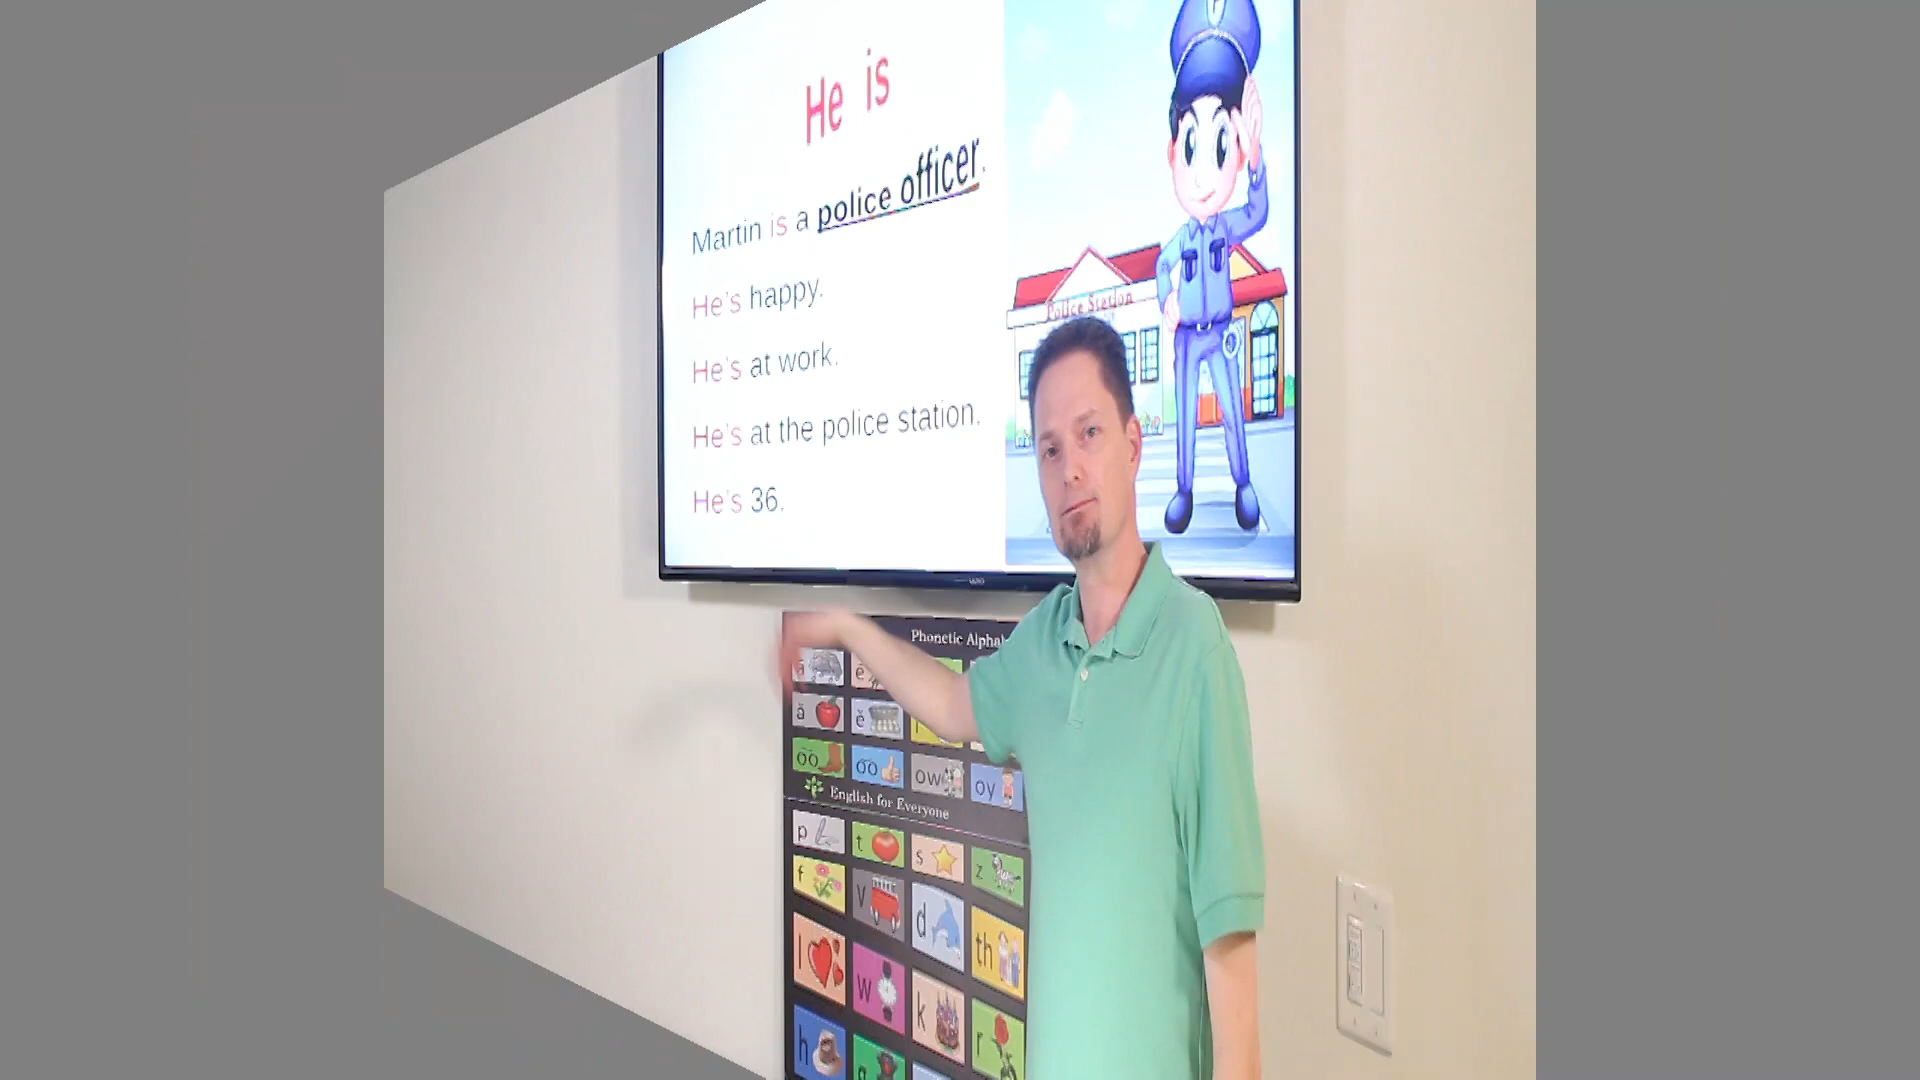 He is
Martin is a police officer.
He's happy.
He's at work.
He's at the police station.
He's 36.
Police Station
VIZIO
Phonetic Alphab
ā ē
ă ĕ
o͝o o͞o ow oy
English for Everyone
p t s z
f v d th
l w k r
h g